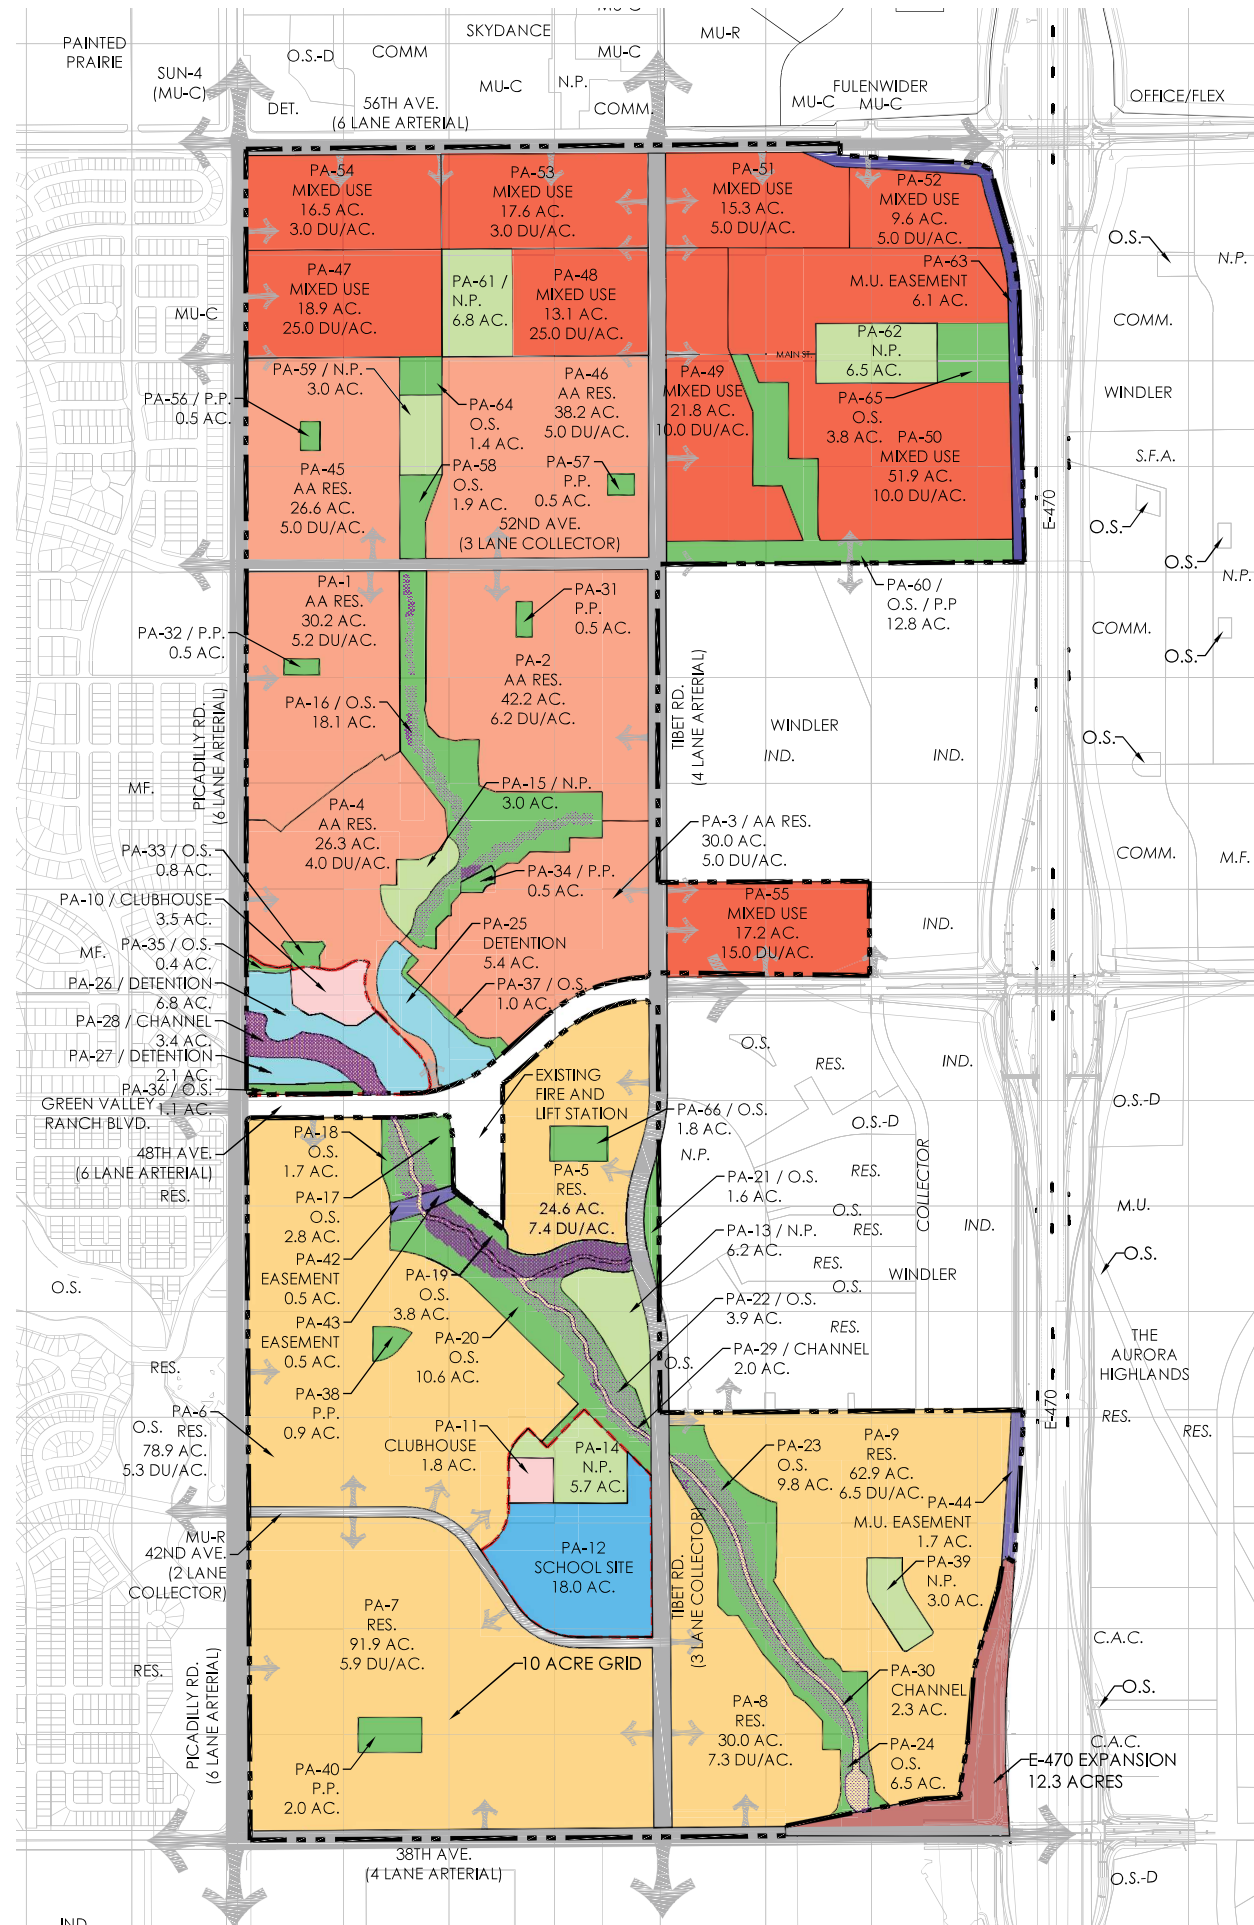 MU-C
SKYDANCE
MU-R
PAINTED
PRAIRIE
O.S.-D
COMM
MU-C
SUN-4
(MU-C)
MU-C
N.P.
FULENWIDER
MU-C
MU-C
OFFICE/FLEX
DET.
56TH AVE.
(6 LANE ARTERIAL)
COMM.
PA-54
MIXED USE
16.5 AC.
3.0 DU/AC.
PA-53
MIXED USE
17.6 AC.
3.0 DU/AC.
PA-51
MIXED USE
15.3 AC.
5.0 DU/AC.
PA-52
MIXED USE
9.6 AC.
5.0 DU/AC.
O.S.
N.P.
PA-47
MIXED USE
18.9 AC.
25.0 DU/AC.
PA-61 /
N.P.
6.8 AC.
PA-48
MIXED USE
13.1 AC.
25.0 DU/AC.
PA-63
M.U. EASEMENT
6.1 AC.
MU-C
COMM.
PA-62
N.P.
6.5 AC.
MAIN ST.
PA-59 / N.P.
3.0 AC.
PA-46
AA RES.
38.2 AC.
5.0 DU/AC.
PA-49
MIXED USE
21.8 AC.
10.0 DU/AC.
PA-65
O.S.
3.8 AC.
WINDLER
PA-56 / P.P.
0.5 AC.
PA-64
O.S.
1.4 AC.
PA-50
MIXED USE
51.9 AC.
10.0 DU/AC.
S.F.A.
PA-45
AA RES.
26.6 AC.
5.0 DU/AC.
PA-58
O.S.
1.9 AC.
PA-57
P.P.
0.5 AC.
E-470
O.S.
52ND AVE.
(3 LANE COLLECTOR)
O.S.
N.P.
PA-1
AA RES.
30.2 AC.
5.2 DU/AC.
PA-31
P.P.
0.5 AC.
PA-60 /
O.S. / P.P
12.8 AC.
PA-32 / P.P.
0.5 AC.
COMM.
O.S.
PA-2
AA RES.
42.2 AC.
6.2 DU/AC.
PA-16 / O.S.
18.1 AC.
TIBET RD.
(4 LANE ARTERIAL)
WINDLER
IND.
IND.
O.S.
PICADILLY RD.
(6 LANE ARTERIAL)
MF.
PA-15 / N.P.
3.0 AC.
PA-4
AA RES.
26.3 AC.
4.0 DU/AC.
PA-3 / AA RES.
30.0 AC.
5.0 DU/AC.
PA-33 / O.S.
0.8 AC.
COMM.
M.F.
PA-34 / P.P.
0.5 AC.
PA-10 / CLUBHOUSE
3.5 AC.
PA-55
MIXED USE
17.2 AC.
15.0 DU/AC.
IND.
PA-25
DETENTION
5.4 AC.
MF.
PA-35 / O.S.
0.4 AC.
PA-26 / DETENTION
6.8 AC.
PA-37 / O.S.
1.0 AC.
PA-28 / CHANNEL
3.4 AC.
PA-27 / DETENTION
2.1 AC.
PA-36 / O.S.
1.1 AC.
O.S.
RES.
IND.
EXISTING
FIRE AND
LIFT STATION
GREEN VALLEY
RANCH BLVD.
48TH AVE.
(6 LANE ARTERIAL)
RES.
PA-66 / O.S.
1.8 AC.
N.P.
O.S.-D
O.S.-D
PA-18
O.S.
1.7 AC.
PA-5
RES.
24.6 AC.
7.4 DU/AC.
PA-21 / O.S.
1.6 AC.
RES.
COLLECTOR
PA-17
O.S.
2.8 AC.
O.S.
RES.
M.U.
IND.
PA-13 / N.P.
6.2 AC.
PA-42
EASEMENT
0.5 AC.
PA-19
O.S.
3.8 AC.
RES.
O.S.
WINDLER
O.S.
O.S.
PA-22 / O.S.
3.9 AC.
PA-43
EASEMENT
0.5 AC.
PA-20
O.S.
10.6 AC.
RES.
THE
AURORA
HIGHLANDS
PA-29 / CHANNEL
2.0 AC.
O.S.
RES.
PA-38
P.P.
0.9 AC.
E-470
RES.
RES.
PA-6
RES.
78.9 AC.
5.3 DU/AC.
O.S.
PA-11
CLUBHOUSE
1.8 AC.
PA-14
N.P.
5.7 AC.
PA-23
O.S.
9.8 AC.
PA-9
RES.
62.9 AC.
6.5 DU/AC.
PA-44
M.U. EASEMENT
1.7 AC.
MU-R
42ND AVE.
(2 LANE
COLLECTOR)
PA-12
SCHOOL SITE
18.0 AC.
PA-39
N.P.
3.0 AC.
TIBET RD.
(3 LANE COLLECTOR)
PA-7
RES.
91.9 AC.
5.9 DU/AC.
C.A.C.
RES.
10 ACRE GRID
PA-30
CHANNEL
2.3 AC.
O.S.
PICADILLY RD.
(6 LANE ARTERIAL)
PA-8
RES.
30.0 AC.
7.3 DU/AC.
PA-24
O.S.
6.5 AC.
C.A.C.
E-470 EXPANSION
12.3 ACRES
PA-40
P.P.
2.0 AC.
38TH AVE.
(4 LANE ARTERIAL)
O.S.-D
IND